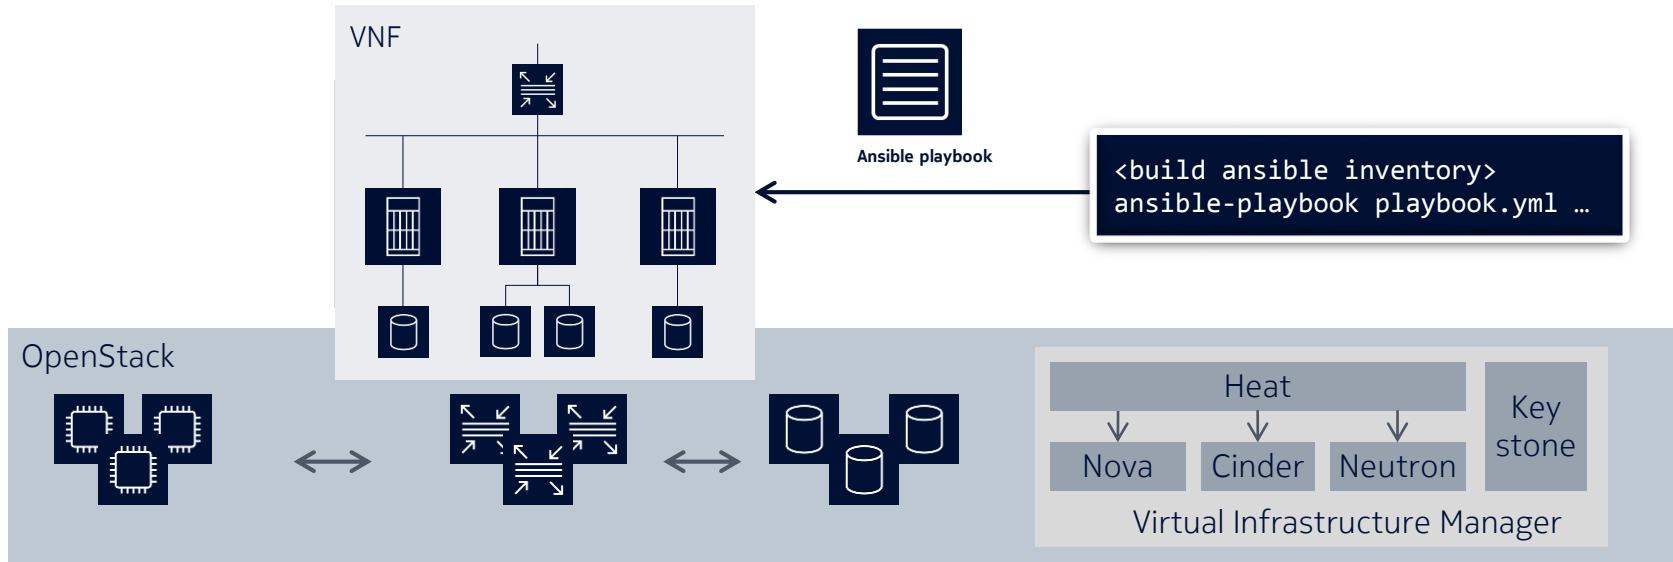 VNF
Ansible playbook
<build ansible inventory>
ansible-playbook playbook.yml …
OpenStack
Heat
Key
stone
Nova
Cinder
Neutron
Virtual Infrastructure Manager